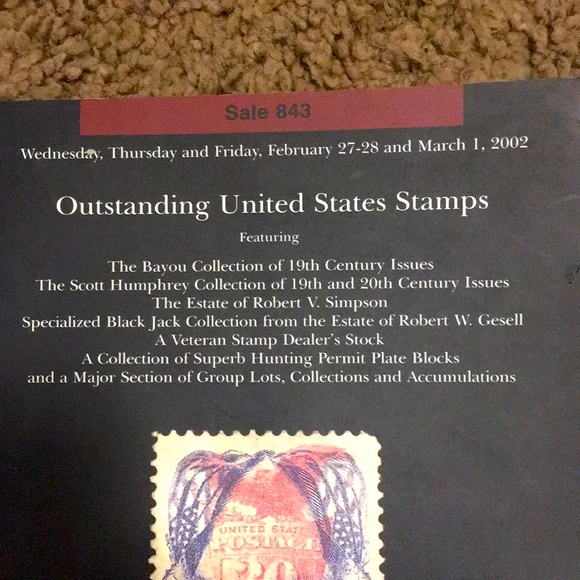 Sale 843
Wednesday, Thursday and Friday, February 27-28 and March 1, 2002
Outstanding United States Stamps
Featuring
The Bayou Collection of 19th Century Issues
The Scott Humphrey Collection of 19th and 20th Century Issues
The Estate of Robert V. Simpson
Specialized Black Jack Collection from the Estate of Robert W. Gesell
A Veteran Stamp Dealer's Stock
A Collection of Superb Hunting Permit Plate Blocks
and a Major Section of Group Lots, Collections and Accumulations
UNITED STAT
POSTAGE
30